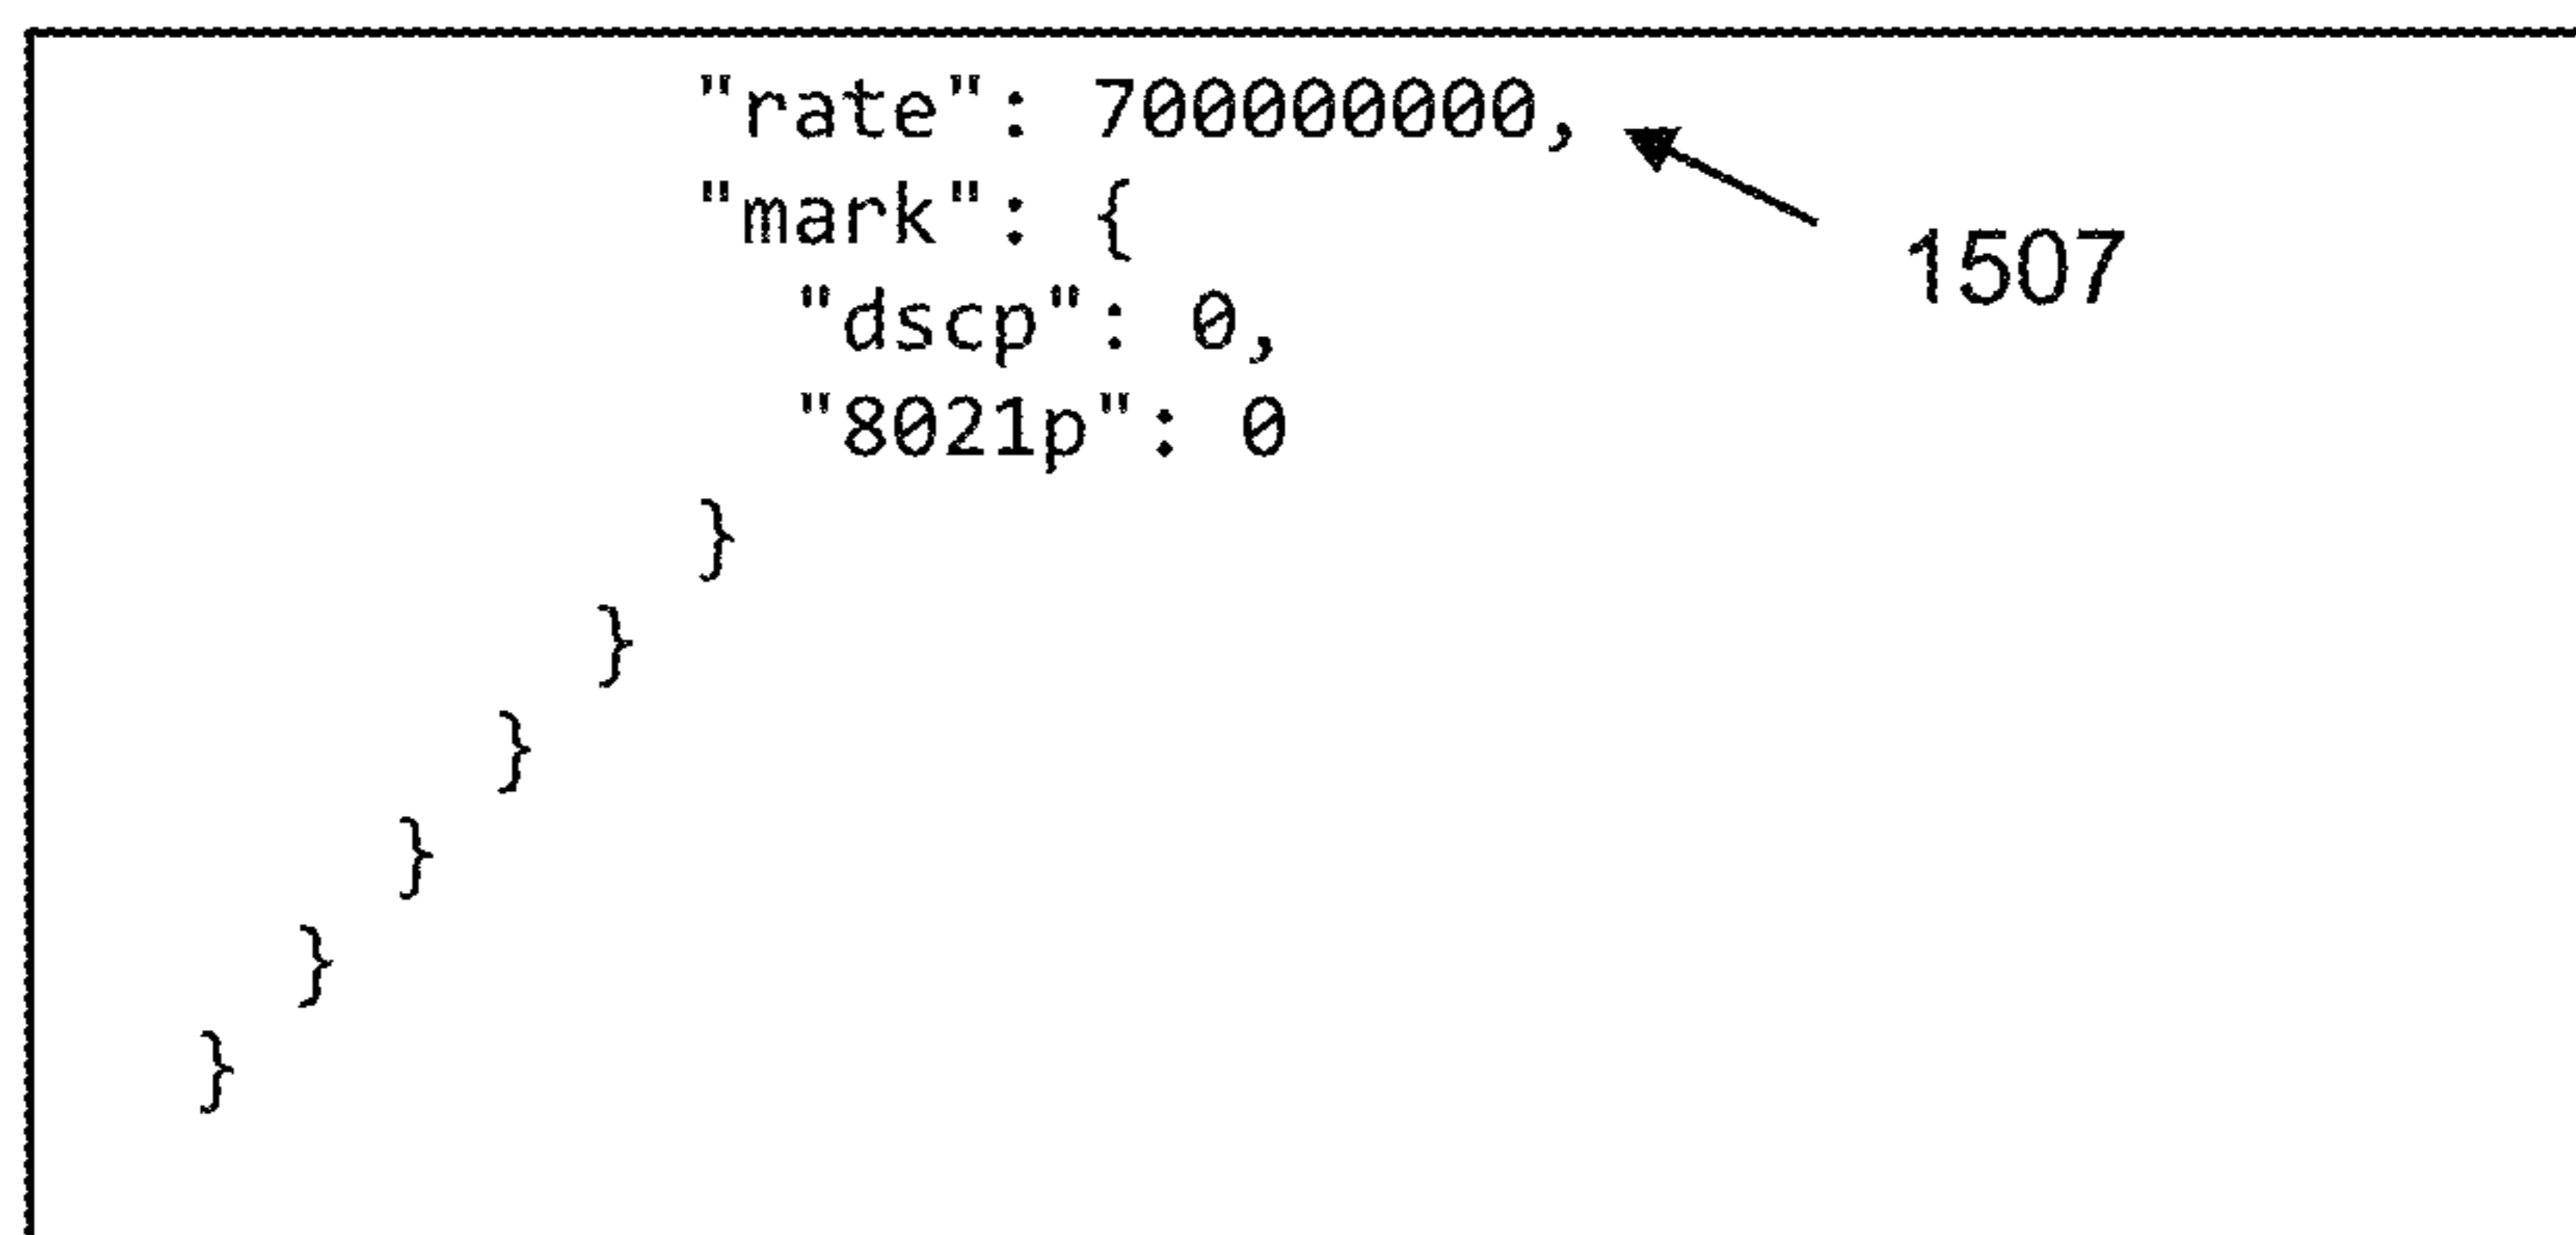 "rate": 700000000,
"mark": {
1507
"dscp": 0,
"8021p": 0
}
}
}
}
}
}